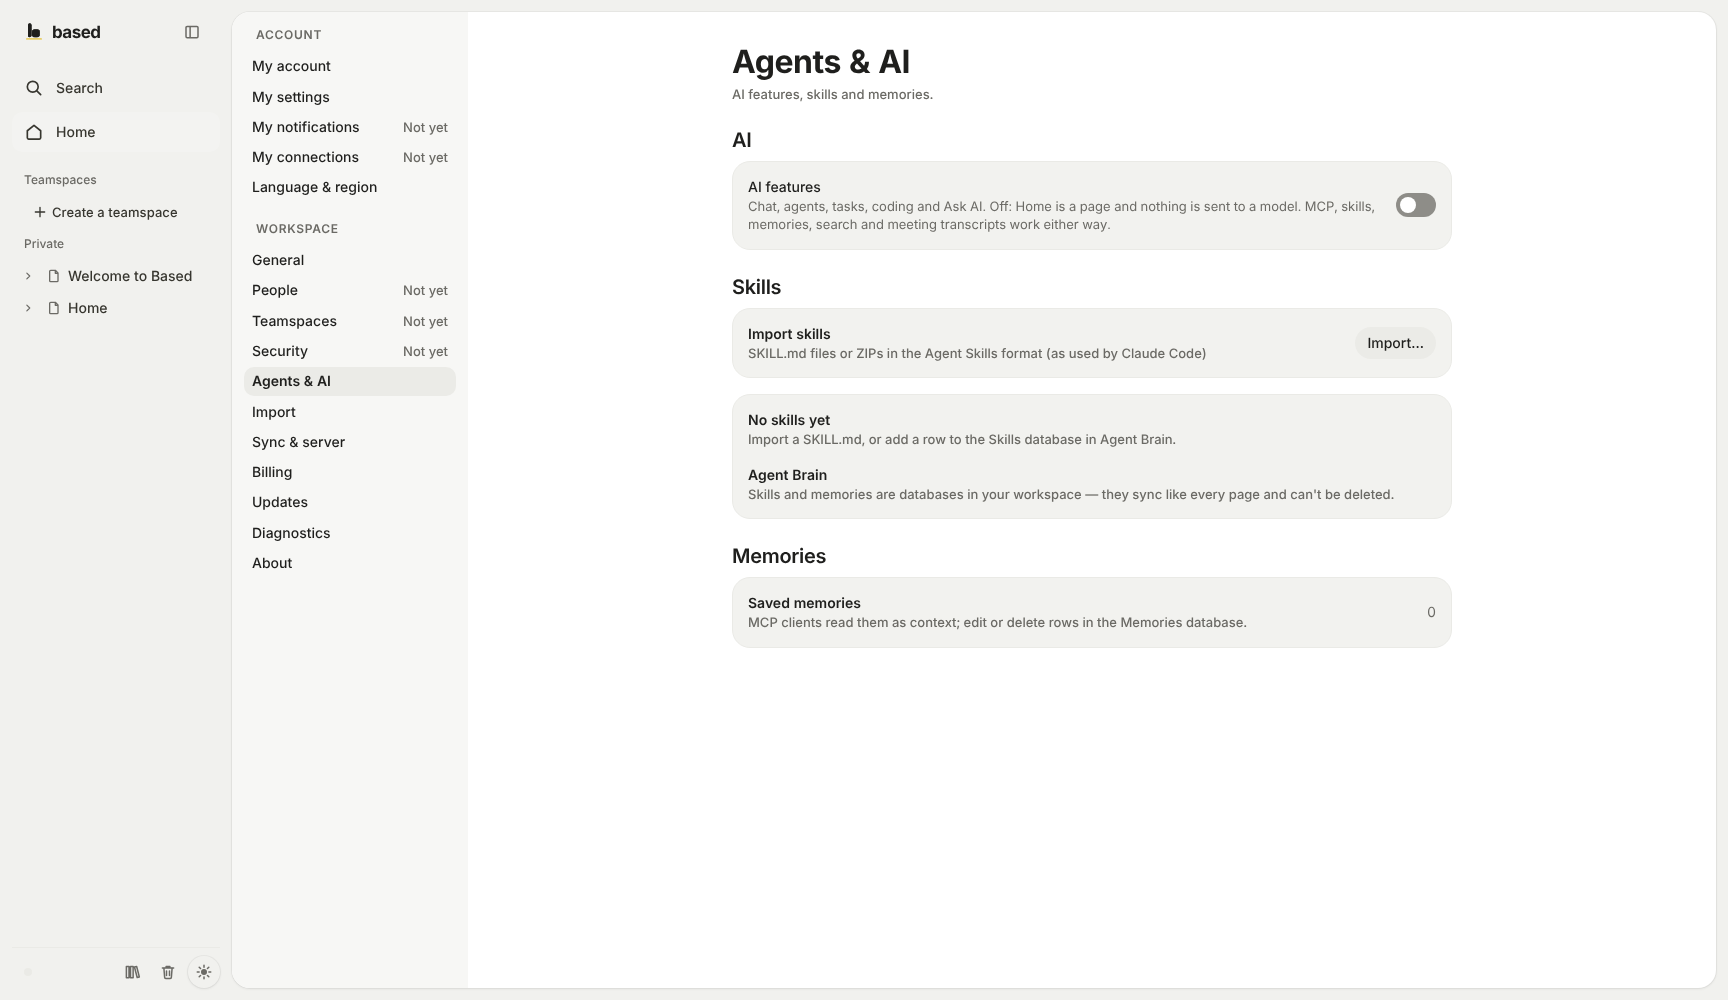 based
Search
Home
Teamspaces
Create a teamspace
Private
Welcome to Based
Home
ACCOUNT
My account
My settings
My notifications Not yet
My connections Not yet
Language & region
WORKSPACE
General
People Not yet
Teamspaces Not yet
Security Not yet
Agents & AI
Import
Sync & server
Billing
Updates
Diagnostics
About
Agents & AI
AI features, skills and memories.
AI
AI features
Chat, agents, tasks, coding and Ask AI. Off: Home is a page and nothing is sent to a model. MCP, skills,
memories, search and meeting transcripts work either way.
Skills
Import skills
SKILL.md files or ZIPs in the Agent Skills format (as used by Claude Code)
Import...
No skills yet
Import a SKILL.md, or add a row to the Skills database in Agent Brain.
Agent Brain
Skills and memories are databases in your workspace — they sync like every page and can't be deleted.
Memories
Saved memories
MCP clients read them as context; edit or delete rows in the Memories database.
0